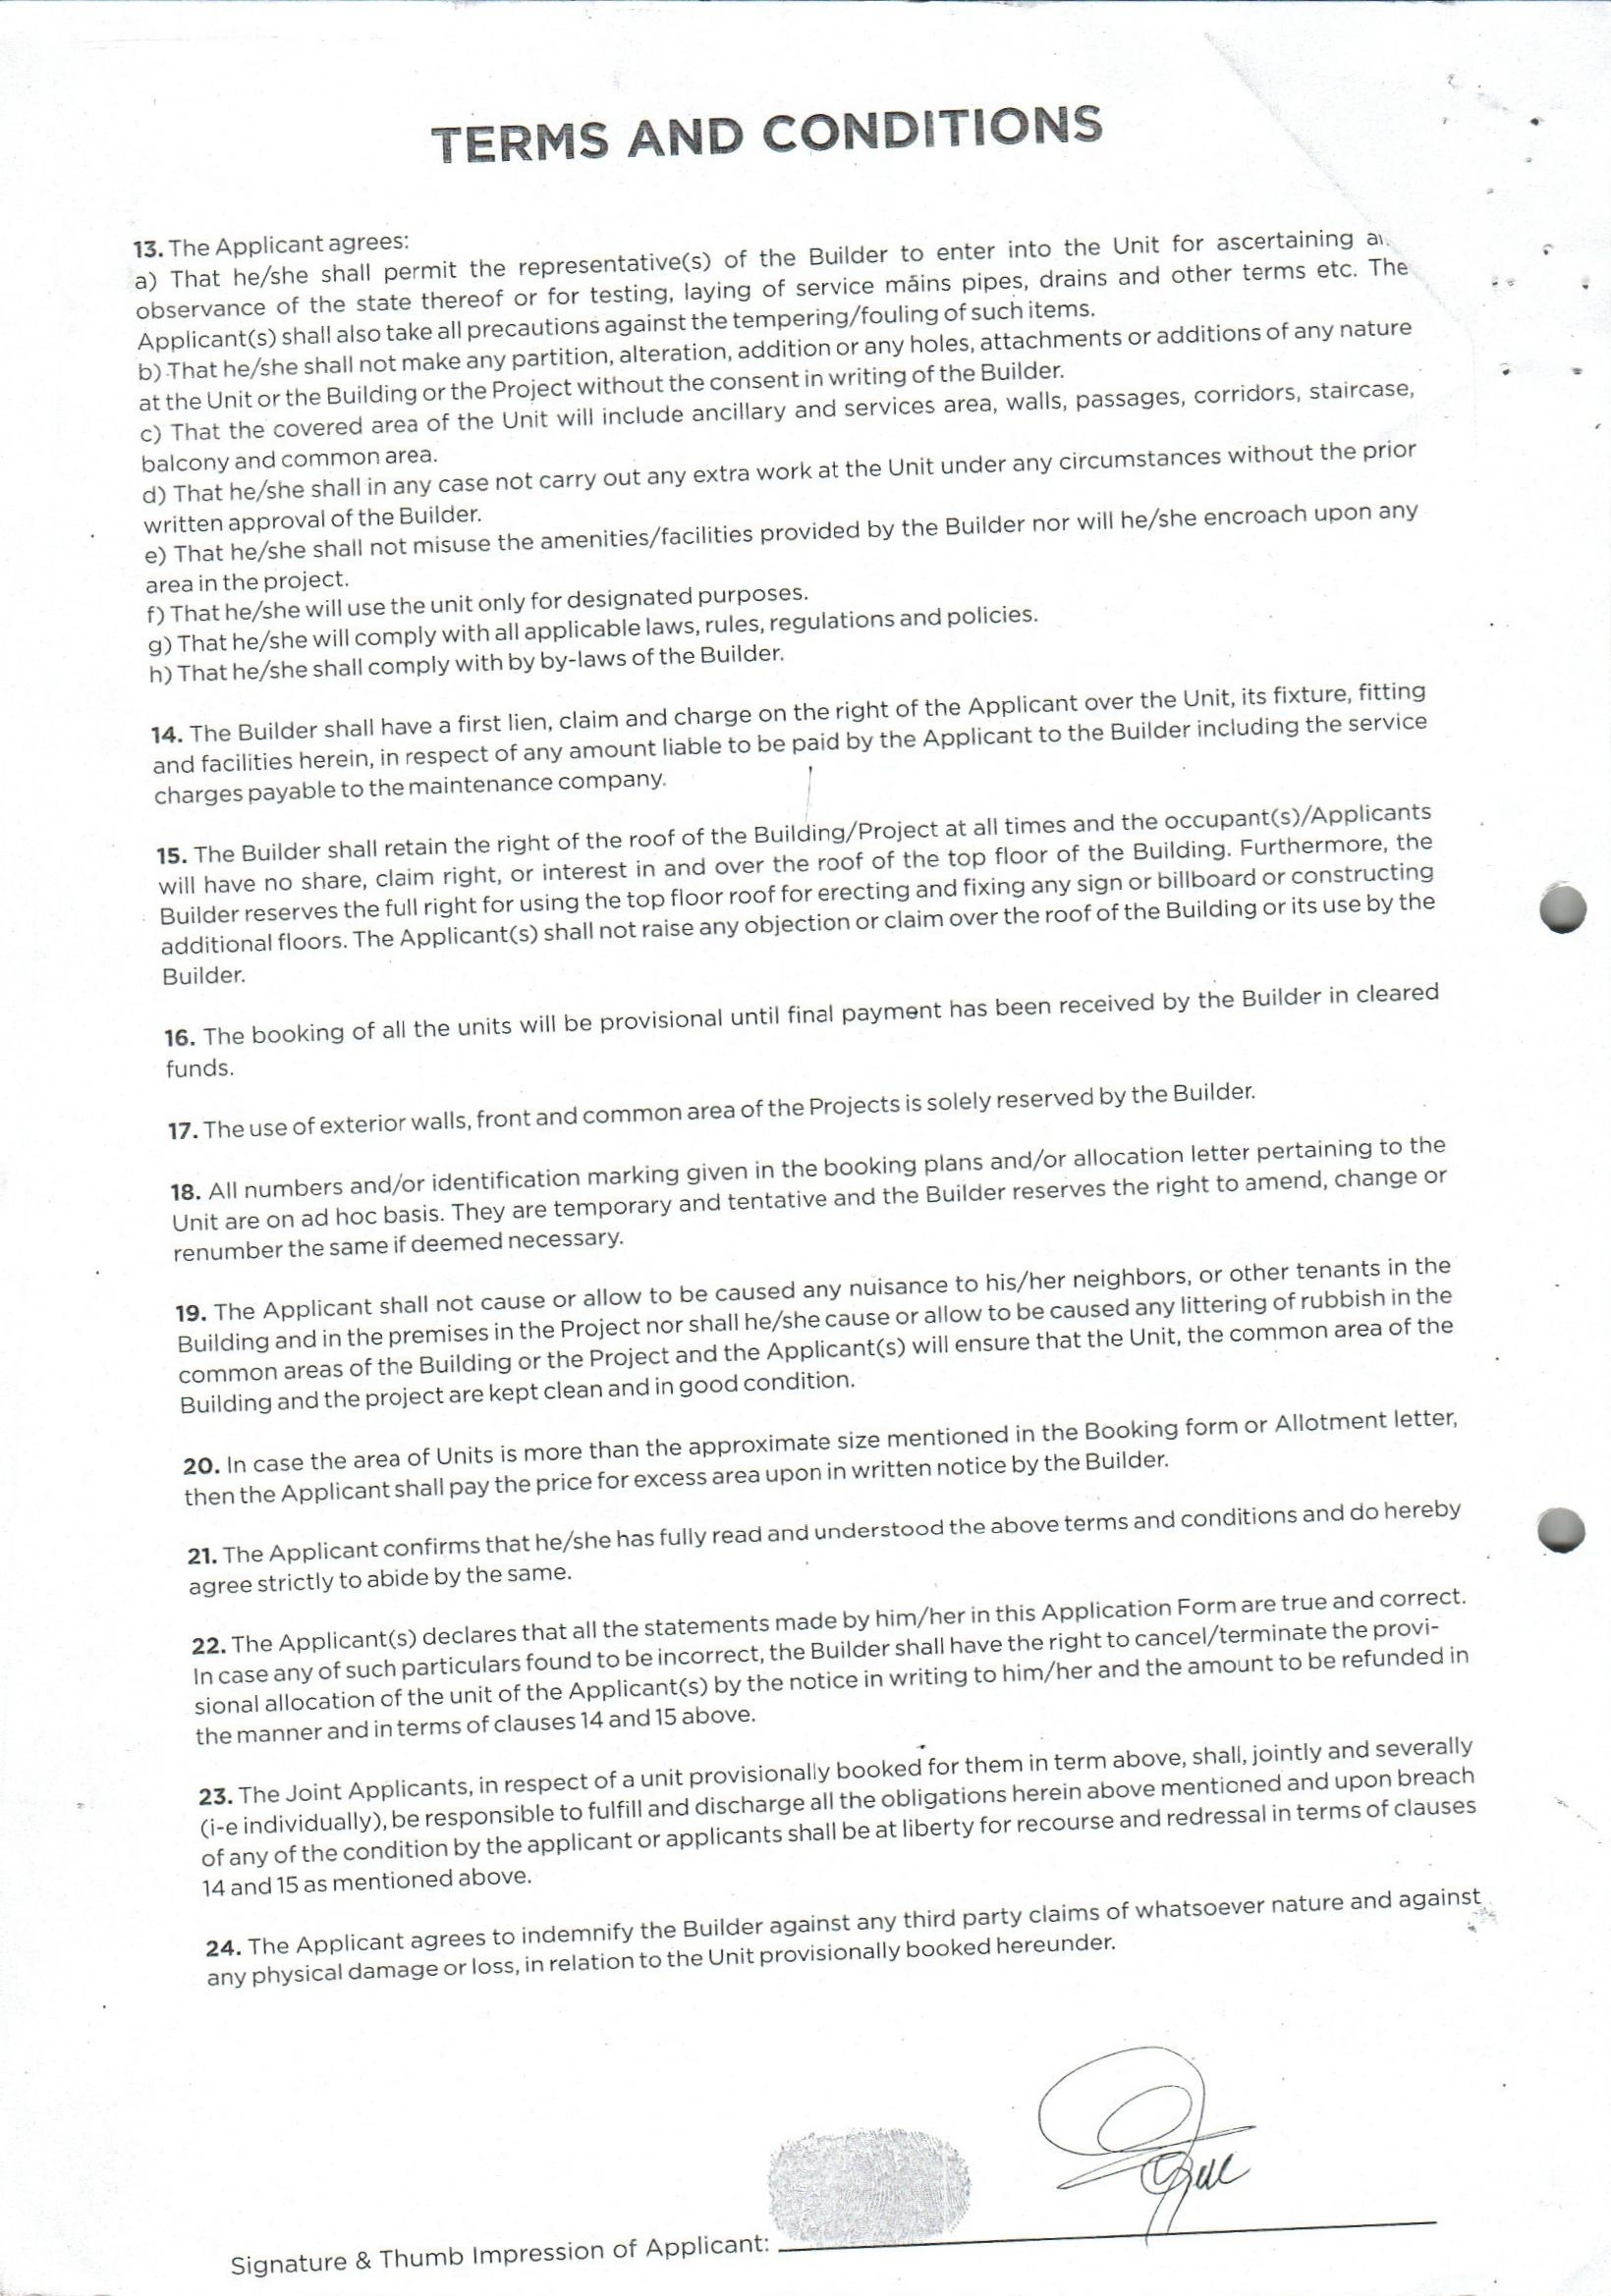 TERMS AND CONDITIONS
13. The Applicant agrees:
a) That he/she shall permit the representative(s) of the Builder to enter into the Unit for ascertaining
observance of the state thereof or for testing, laying of service mains pipes, drains and other terms etc. The
Applicant(s) shall also take all precautions against the tempering/fouling of such items.
b) That he/she shall not make any partition, alteration, addition or any holes, attachments or additions of any nature
at the Unit or the Building or the Project without the consent in writing of the Builder.
c) That the covered area of the Unit will include ancillary and services area, walls, passages, corridors, staircase,
balcony and common area.
d) That he/she shall in any case not carry out any extra work at the Unit under any circumstances without the prior
written approval of the Builder.
e) That he/she shall not misuse the amenities/facilities provided by the Builder nor will he/she encroach upon any
area in the project.
f) That he/she will use the unit only for designated purposes.
g) That he/she will comply with all applicable laws, rules, regulations and policies.
h) That he/she shall comply with by by-laws of the Builder.
14. The Builder shall have a first lien, claim and charge on the right of the Applicant over the Unit, its fixture, fitting
and facilities herein, in respect of any amount liable to be paid by the Applicant to the Builder including the service
charges payable to the maintenance company.
15. The Builder shall retain the right of the roof of the Building/Project at all times and the occupant(s)/Applicants
will have no share, claim right, or interest in and over the roof of the top floor of the Building. Furthermore, the
Builder reserves the full right for using the top floor roof for erecting and fixing any sign or billboard or constructing
additional floors. The Applicant(s) shall not raise any objection or claim over the roof of the Building or its use by the
Builder.
16. The booking of all the units will be provisional until final payment has been received by the Builder in cleared
funds.
17. The use of exterior walls, front and common area of the Projects is solely reserved by the Builder.
18. All numbers and/or identification marking given in the booking plans and/or allocation letter pertaining to the
Unit are on ad hoc basis. They are temporary and tentative and the Builder reserves the right to amend, change or
renumber the same if deemed necessary.
19. The Applicant shall not cause or allow to be caused any nuisance to his/her neighbors, or other tenants in the
Building and in the premises in the Project nor shall he/she cause or allow to be caused any littering of rubbish in the
common areas of the Building or the Project and the Applicant(s) will ensure that the Unit, the common area of the
Building and the project are kept clean and in good condition.
20. In case the area of Units is more than the approximate size mentioned in the Booking form or Allotment letter,
then the Applicant shall pay the price for excess area upon in written notice by the Builder.
21. The Applicant confirms that he/she has fully read and understood the above terms and conditions and do hereby
agree strictly to abide by the same.
22. The Applicant(s) declares that all the statements made by him/her in this Application Form are true and correct.
In case any of such particulars found to be incorrect, the Builder shall have the right to cancel/terminate the provi-
sional allocation of the unit of the Applicant(s) by the notice in writing to him/her and the amount to be refunded in
the manner and in terms of clauses 14 and 15 above.
23. The Joint Applicants, in respect of a unit provisionally booked for them in term above, shall, jointly and severally
(i-e individually), be responsible to fulfill and discharge all the obligations herein above mentioned and upon breach
of any of the condition by the applicant or applicants shall be at liberty for recourse and redressal in terms of clauses
14 and 15 as mentioned above.
24. The Applicant agrees to indemnify the Builder against any third party claims of whatsoever nature and against
any physical damage or loss, in relation to the Unit provisionally booked hereunder.
Signature & Thumb Impression of Applicant: